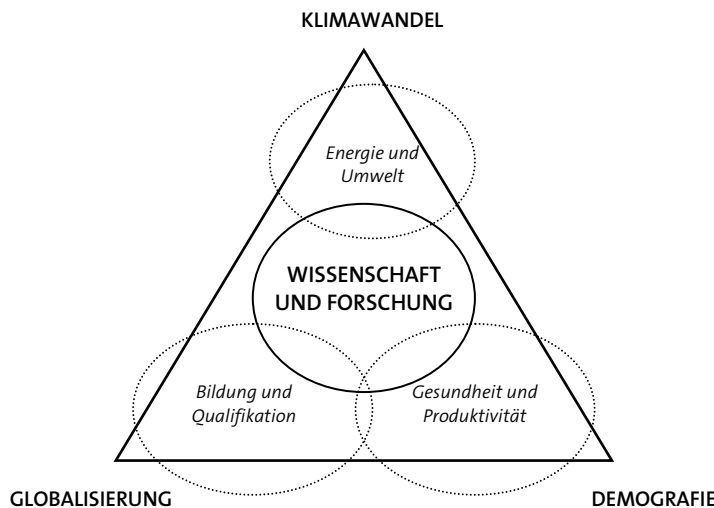 KLIMAWANDEL
Energie und
Umwelt
WISSENSCHAFT
UND FORSCHUNG
Bildung und
Qualifikation
Gesundheit und
Produktivität
GLOBALISIERUNG
DEMOGRAFIE